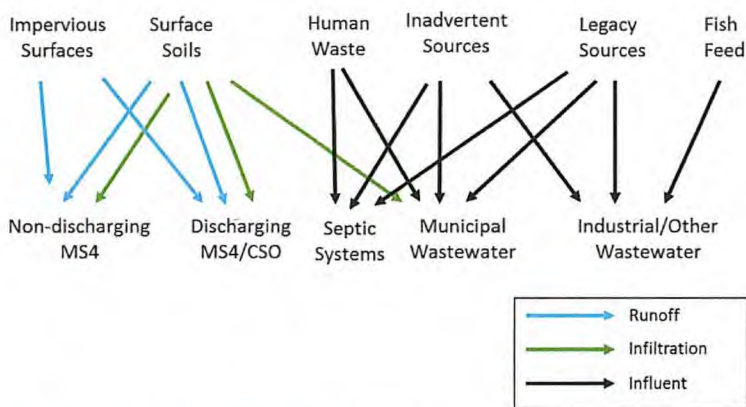 Impervious
Surfaces
Surface
Soils
Human
Waste
Inadvertent
Sources
Legacy
Sources
Fish
Feed
Non-discharging
MS4
Discharging
MS4/CSO
Septic
Systems
Municipal
Wastewater
Industrial/Other
Wastewater
Runoff
Infiltration
Influent